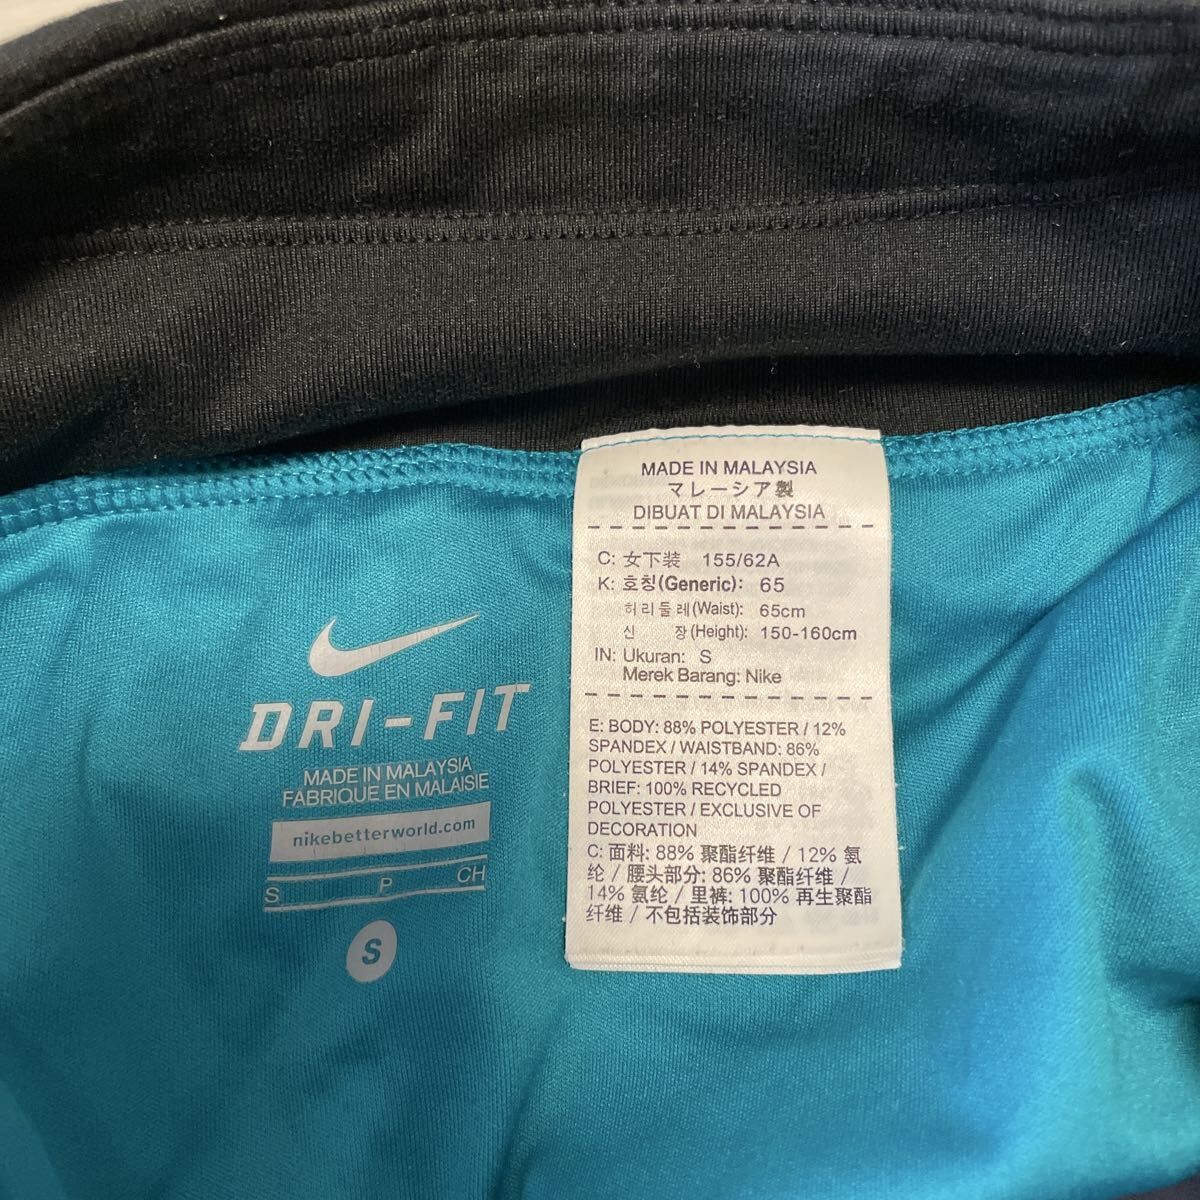 DRI-FIT
MADE IN MALAYSIA
FABRIQUE EN MALAISIE
nikebetterworld.com
S P CH
S
MADE IN MALAYSIA
マレーシア製
DIBUAT DI MALAYSIA
C: 女下装 155/62A
K: 호칭(Generic): 65
허리둘레(Waist): 65cm
신 장(Height): 150-160cm
IN: Ukuran: S
Merek Barang: Nike
E: BODY: 88% POLYESTER / 12%
SPANDEX / WAISTBAND: 86%
POLYESTER / 14% SPANDEX /
BRIEF: 100% RECYCLED
POLYESTER / EXCLUSIVE OF
DECORATION
C: 面料: 88% 聚酯纤维 / 12% 氨
纶 / 腰头部分: 86% 聚酯纤维 /
14% 氨纶 / 里裤: 100% 再生聚酯
纤维 / 不包括装饰部分